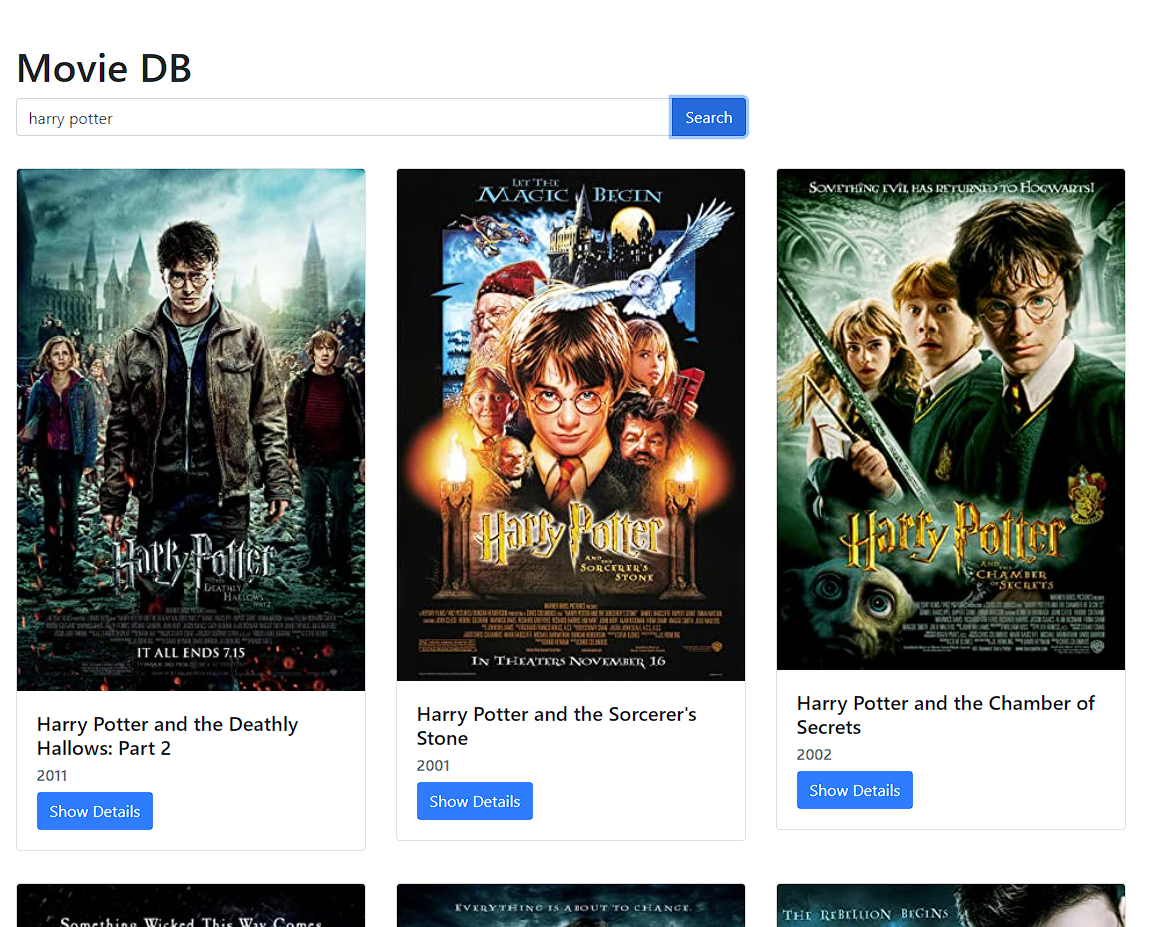 Movie DB
harry potter
Search
Harry Potter
AND THE
DEATHLY
HALLOWS
PART 2
IT ALL ENDS 7.15
Harry Potter and the Deathly
Hallows: Part 2
2011
Show Details
LET THE
MAGIC BEGIN
Harry Potter
AND THE
SORCERER'S
STONE
IN THEATERS NOVEMBER 16
Harry Potter and the Sorcerer's
Stone
2001
Show Details
SOMETHING EVIL HAS RETURNED TO HOGWARTS!
Harry Potter
AND THE
CHAMBER
OF SECRETS
Harry Potter and the Chamber of
Secrets
2002
Show Details
Something Wicked This Way Comes
EVERYTHING IS ABOUT TO CHANGE.
THE REBELLION BEGINS